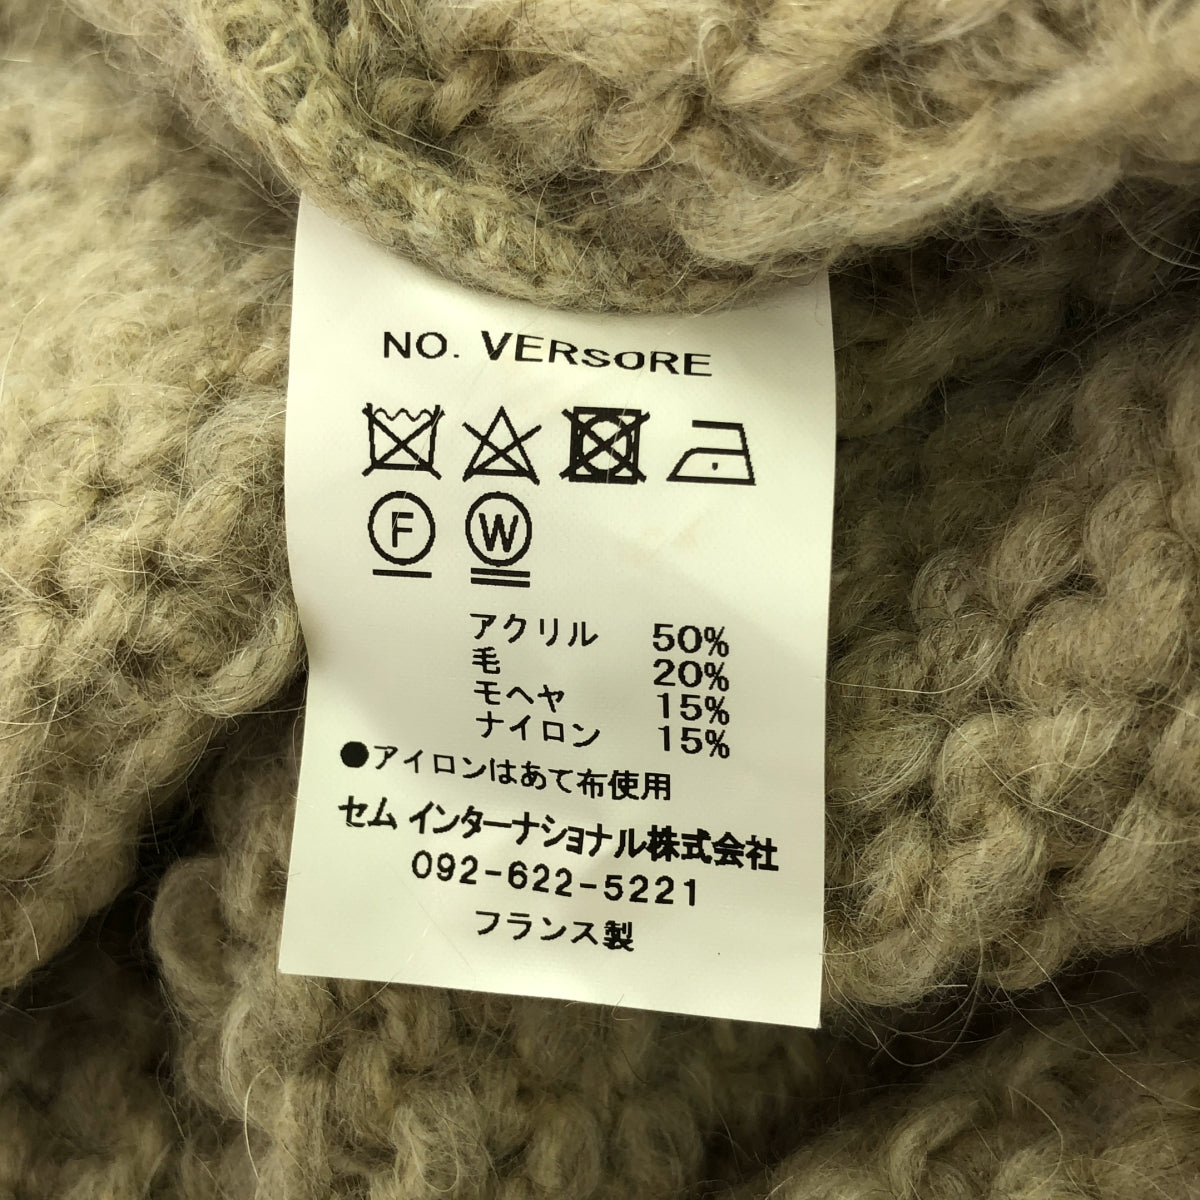 NO. VERSORE
F W
アクリル 50%
毛 20%
モヘヤ 15%
ナイロン 15%
●アイロンはあて布使用
セム インターナショナル株式会社
092-622-5221
フランス製